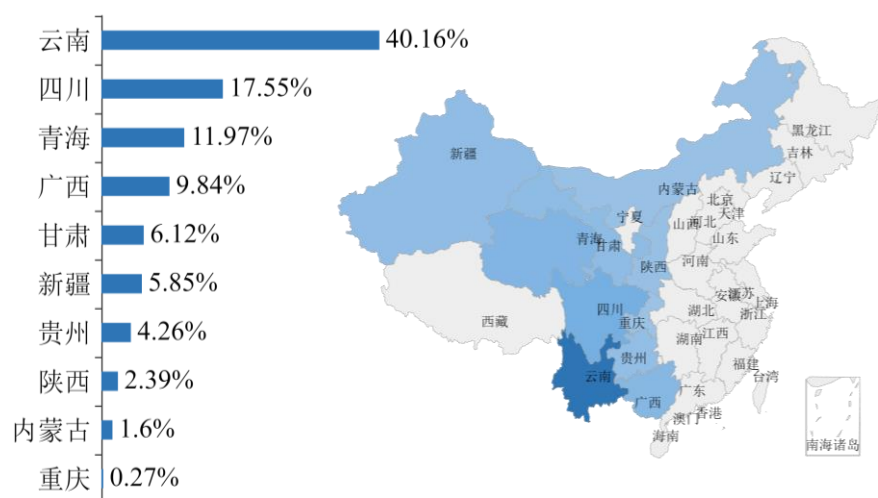 云南 40.16%
四川 17.55%
青海 11.97%
广西 9.84%
甘肃 6.12%
新疆 5.85%
贵州 4.26%
陕西 2.39%
内蒙古 1.6%
重庆 0.27%
黑龙江
吉林
新疆
辽宁
内蒙古
北京
天津
宁夏
山西
河北
山东
青海
甘肃
河南
陕西
安徽
江苏
上海
四川
湖北
浙江
西藏
重庆
湖南
江西
贵州
福建
云南
台湾
广东
广西
香港
澳门
海南
南海诸岛